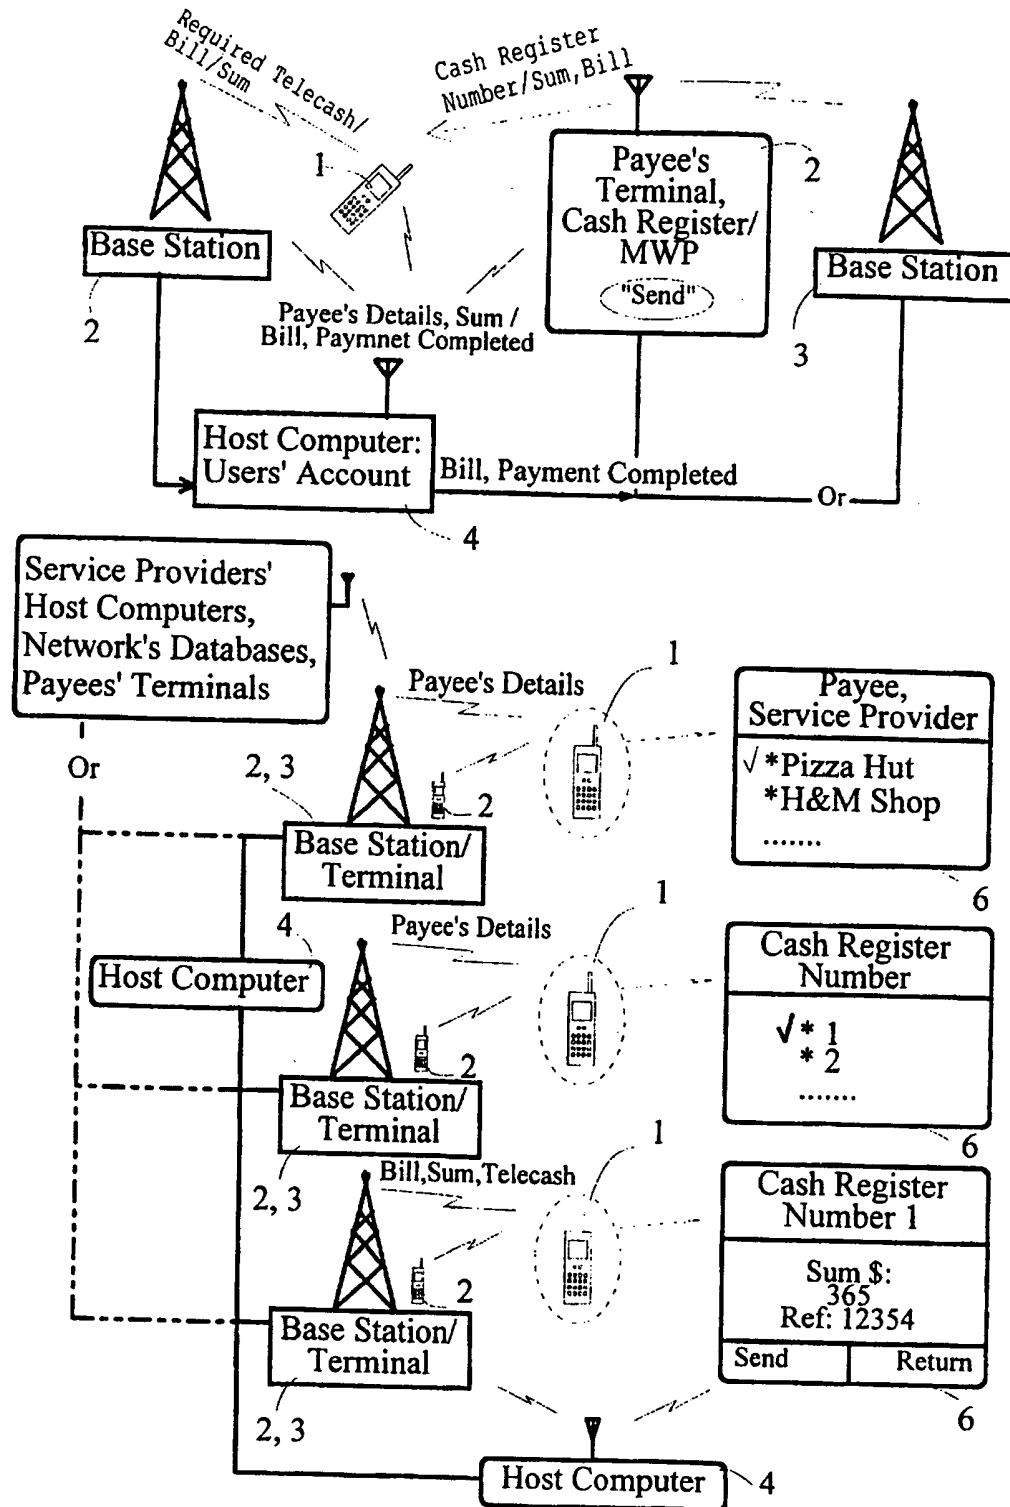 Required Telecash/
Bill/Sum
Cash Register
Number/Sum,Bill
1
Payee's
Terminal,
Cash Register/
MWP
"Send"
2
Base Station
2
Base Station
3
Payee's Details, Sum /
Bill, Paymnet Completed
Host Computer:
Users' Account
Bill, Payment Completed
Or
4
Service Providers'
Host Computers,
Network's Databases,
Payees' Terminals
Or
Payee's Details
1
2, 3
2
Base Station/
Terminal
Payee,
Service Provider
√ *Pizza Hut
*H&M Shop
.......
6
4
Host Computer
Payee's Details
1
2
Base Station/
Terminal
2, 3
Cash Register
Number
√ * 1
* 2
.......
6
Bill,Sum,Telecash
1
2
Base Station/
Terminal
2, 3
Cash Register
Number 1
Sum $:
365
Ref: 12354
Send
Return
6
Host Computer
4